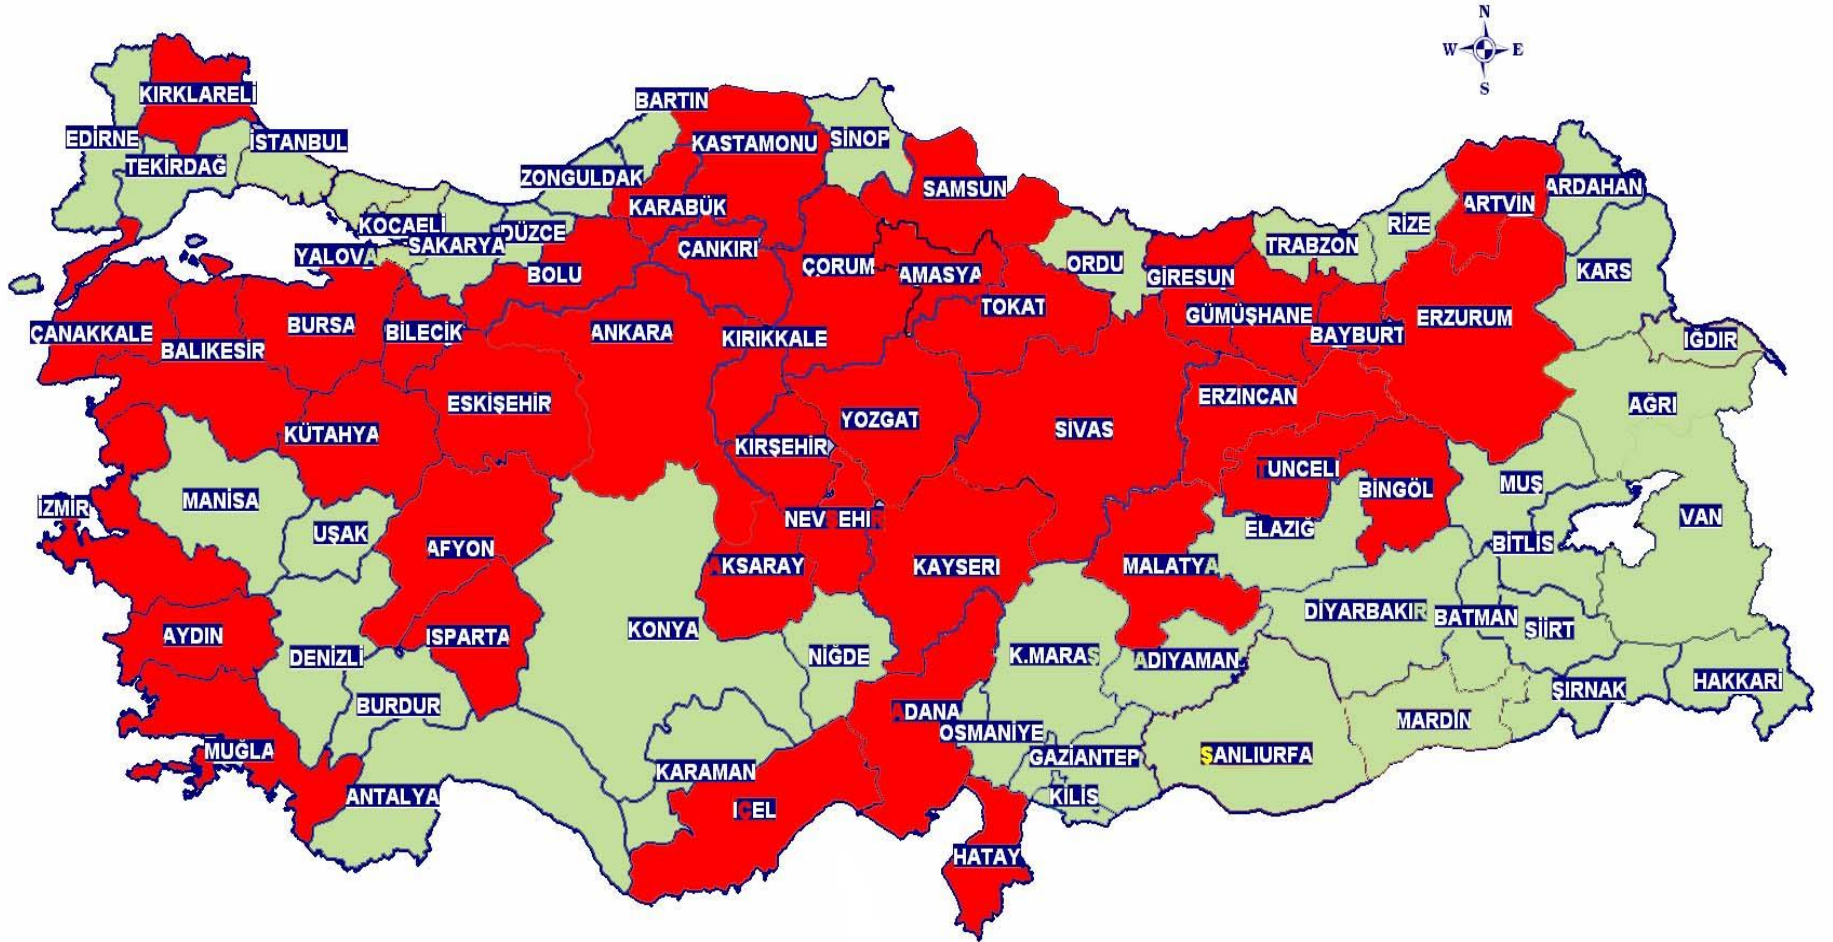 N
W E
S
KIRKLARELİ
BARTIN
EDİRNE
İSTANBUL
KASTAMONU
SİNOP
TEKİRDAĞ
ZONGULDAK
SAMSUN
ARDAHAN
KARABÜK
ARTVİN
KOCAELİ
DÜZCE
RİZE
SAKARYA
ÇANKIRI
TRABZON
YALOVA
BOLU
ÇORUM
AMASYA
ORDU
GİRESUN
KARS
TOKAT
ÇANAKKALE
BURSA
BİLECİK
ANKARA
KIRIKKALE
GÜMÜŞHANE
BAYBURT
ERZURUM
IĞDIR
BALIKESİR
ESKİŞEHİR
ERZİNCAN
AĞRI
KÜTAHYA
YOZGAT
SİVAS
KIRŞEHİR
TUNCELİ
BİNGÖL
MUŞ
MANİSA
İZMİR
UŞAK
NEVŞEHİR
ELAZIĞ
VAN
AFYON
BİTLİS
AKSARAY
KAYSERI
MALATYA
AYDIN
ISPARTA
KONYA
DİYARBAKIR
BATMAN
SİİRT
DENİZLİ
NİĞDE
K.MARAŞ
ADIYAMAN
BURDUR
ŞIRNAK
HAKKARİ
ADANA
OSMANİYE
MARDİN
MUĞLA
GAZİANTEP
ŞANLIURFA
KARAMAN
ANTALYA
KİLİS
IÇEL
HATAY